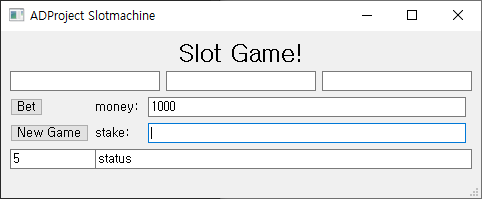 ADProject Slotmachine
Slot Game!
Bet money: 1000
New Game stake:
5 status